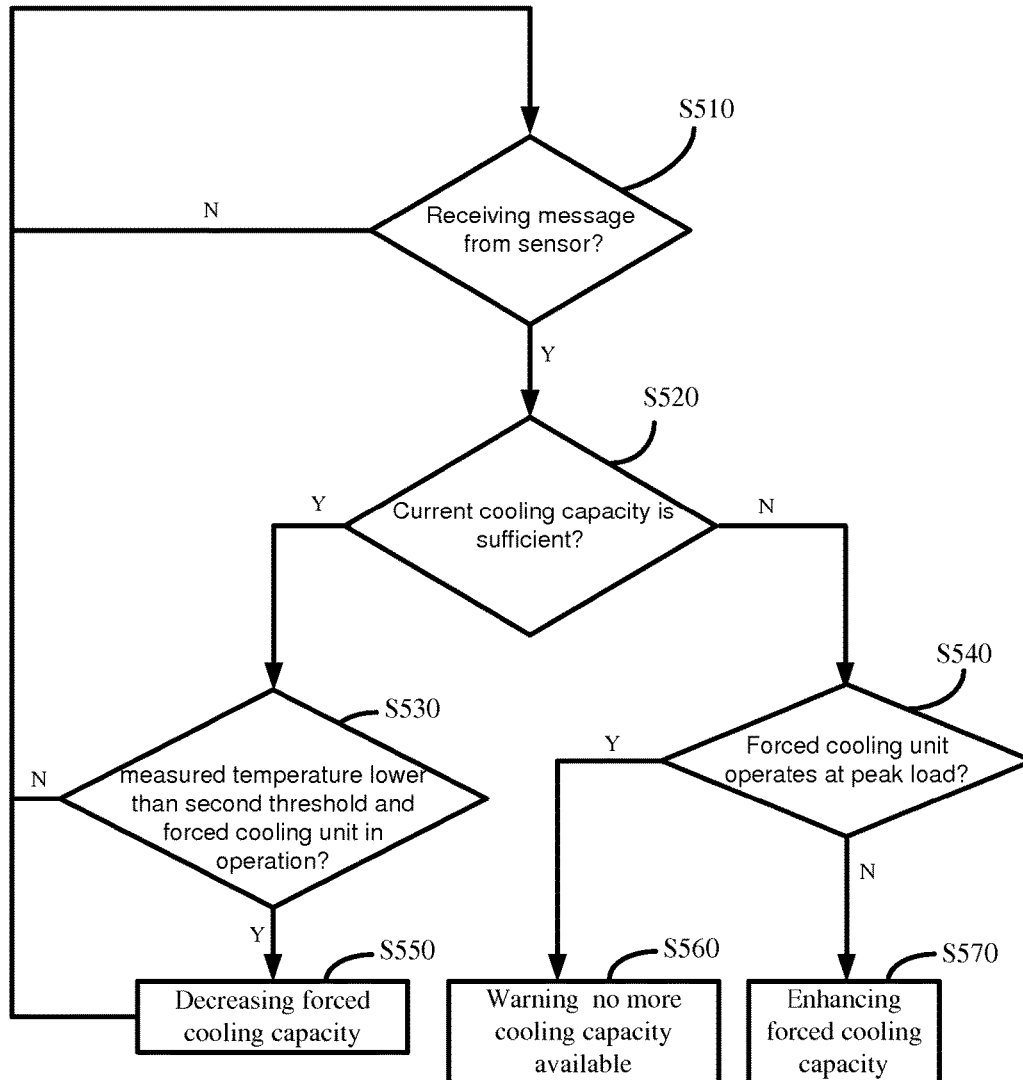 S510
Receiving message
from sensor?
N
Y
S520
Current cooling capacity is
sufficient?
Y
N
S530
measured temperature lower
than second threshold and
forced cooling unit in
operation?
N
Y
S540
Forced cooling unit
operates at peak load?
Y
N
S550
Decreasing forced
cooling capacity
S560
Warning no more
cooling capacity
available
S570
Enhancing
forced cooling
capacity